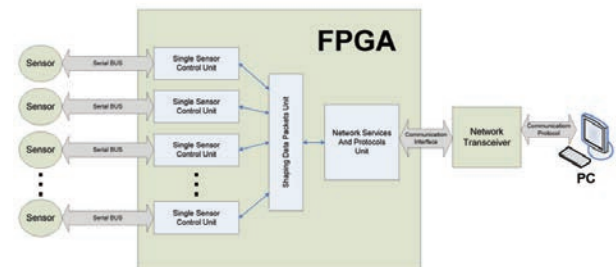 FPGA
Sensor
Serial BUS
Single Sensor
Control Unit
Sensor
Serial BUS
Single Sensor
Control Unit
Sensor
Serial BUS
Single Sensor
Control Unit
Sensor
Serial BUS
Single Sensor
Control Unit
Shaping Data Packets Unit
Network Services
And Protocols
Unit
Communication
Interface
Network
Transceiver
Communication
Protocol
PC